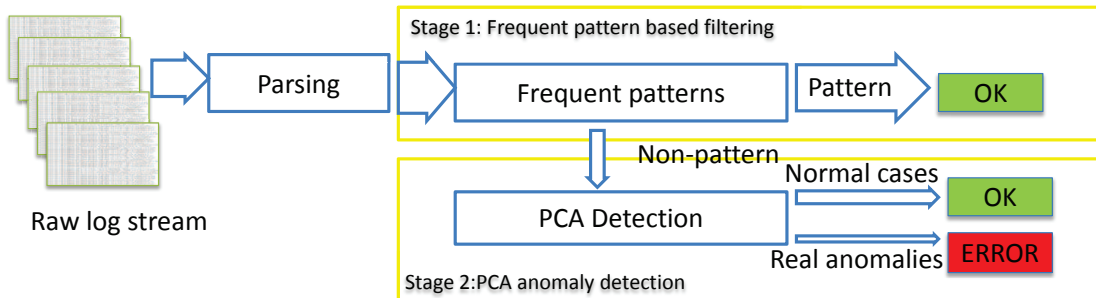 Stage 1: Frequent pattern based filtering
Parsing
Frequent patterns
Pattern
OK
Non-pattern
Raw log stream
PCA Detection
Normal cases
OK
Real anomalies
ERROR
Stage 2:PCA anomaly detection